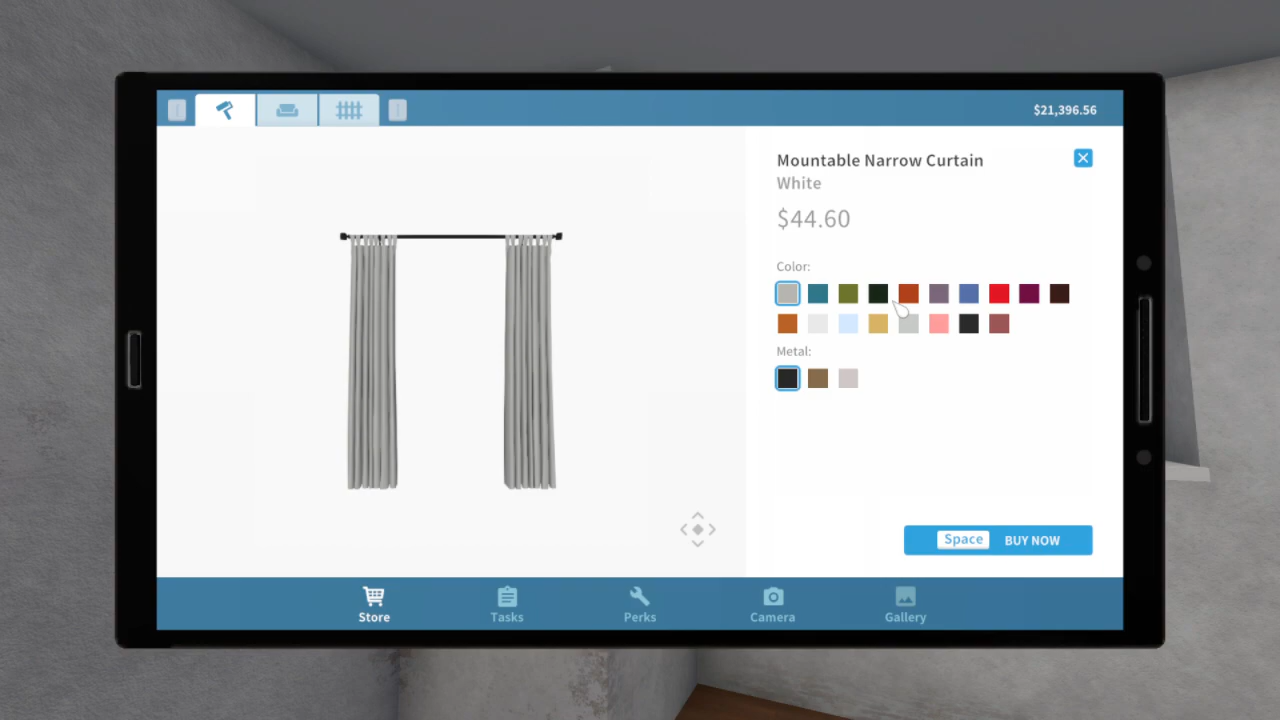 $21,396.56
Mountable Narrow Curtain
White
$44.60
Color:
Metal:
Space BUY NOW
Store Tasks Perks Camera Gallery